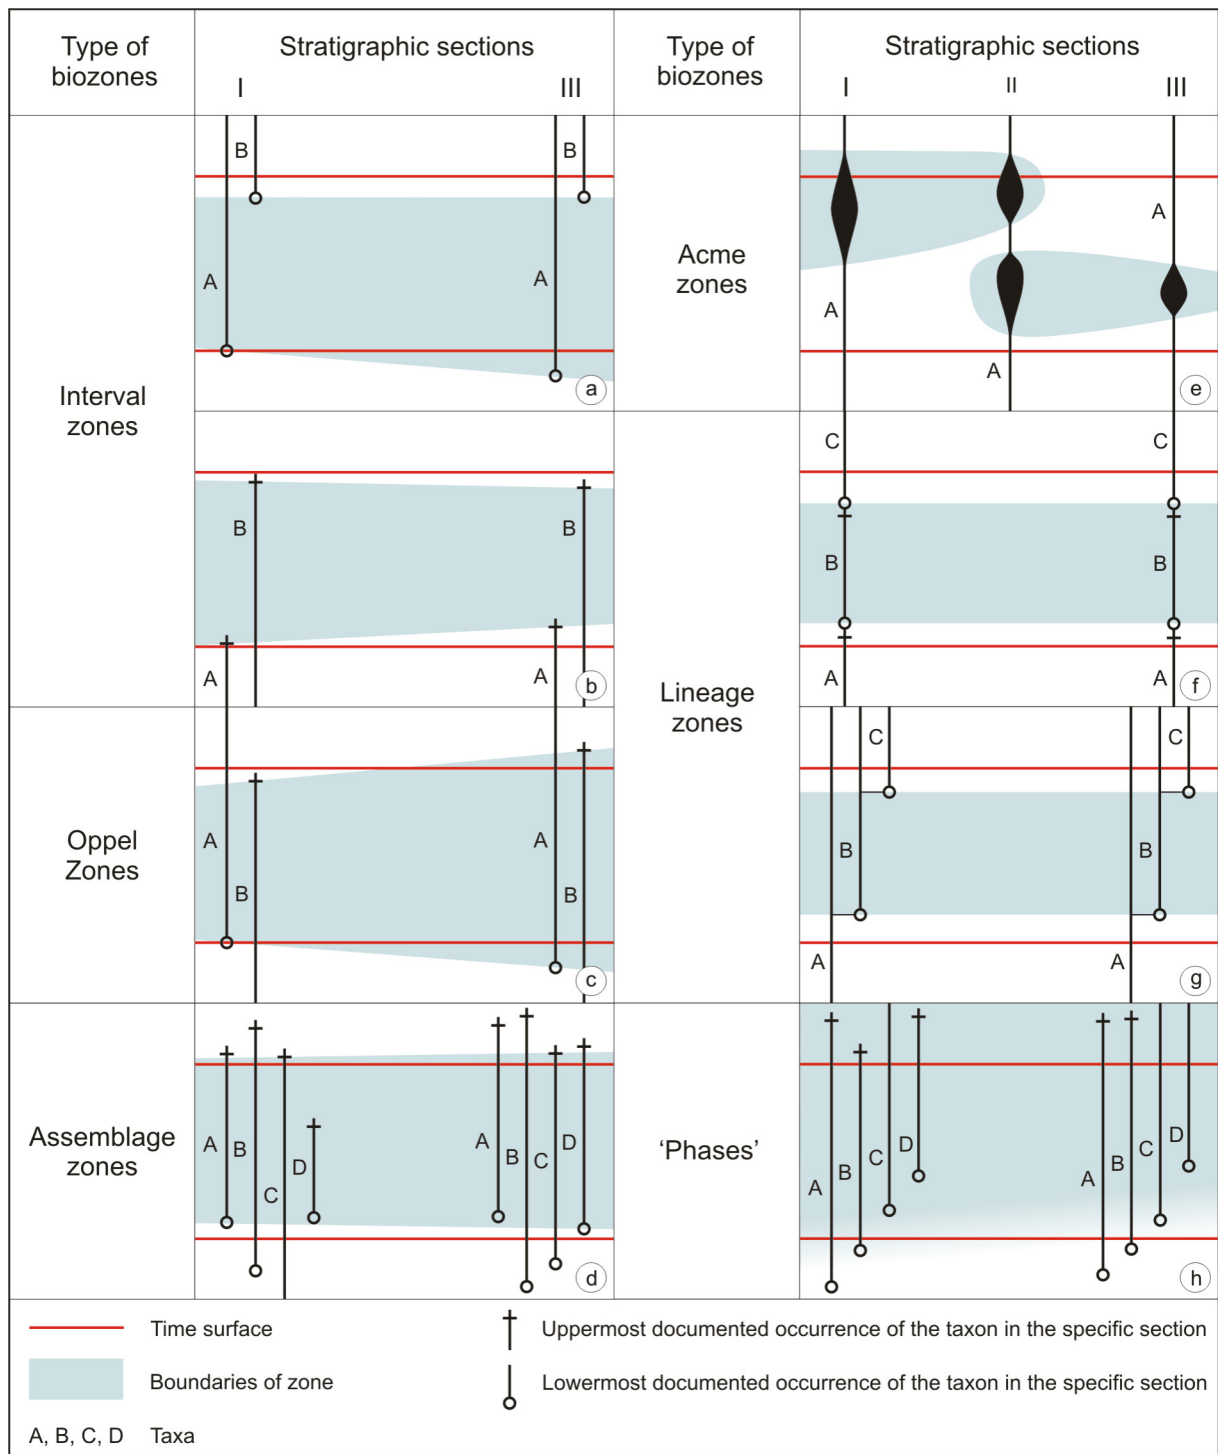 Type of
biozones
Stratigraphic sections
I
III
Type of
biozones
Stratigraphic sections
I
II
III
Interval
zones
B
B
A
A
a
B
B
A
A
b
Oppel
Zones
A
B
A
B
c
Assemblage
zones
A
B
C
D
A
B
C
D
d
Acme
zones
A
A
A
e
Lineage
zones
C
C
B
B
A
A
f
C
C
B
B
A
A
g
'Phases'
A
B
C
D
A
B
C
D
h
Time surface
Boundaries of zone
A, B, C, D Taxa
Uppermost documented occurrence of the taxon in the specific section
Lowermost documented occurrence of the taxon in the specific section